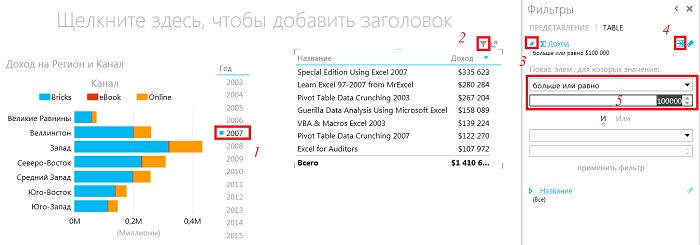 Щелкните здесь, чтобы добавить заголовок
Доход на Регион и Канал
Канал
Bricks eBook Online
Великие Равнины
Веллингтон
Запад
Северо-Восток
Средний Запад
Юго-Восток
Юго-Запад
0M 0,2M 0,4M
(Миллионы)
Год
2003
2004
2005
2006
2007
2008
2009
2010
2011
2012
2013
2014
2015
1
2
Название Доход
Special Edition Using Excel 2007 $335 623
Learn Excel 97-2007 from MrExcel $280 284
Pivot Table Data Crunching 2003 $267 204
Guerilla Data Analysis Using Microsoft Excel $158 089
VBA & Macros Excel 2003 $139 224
Pivot Table Data Crunching 2007 $122 270
Excel for Auditors $107 972
Всего $1 410 6...
Фильтры
ПРЕДСТАВЛЕНИЕ | TABLE
4
3
Σ Доход
больше или равно $100 000
Показ. элем., для которых значение:
больше или равно
5
100000
И Или
применить фильтр
Название
(Все)